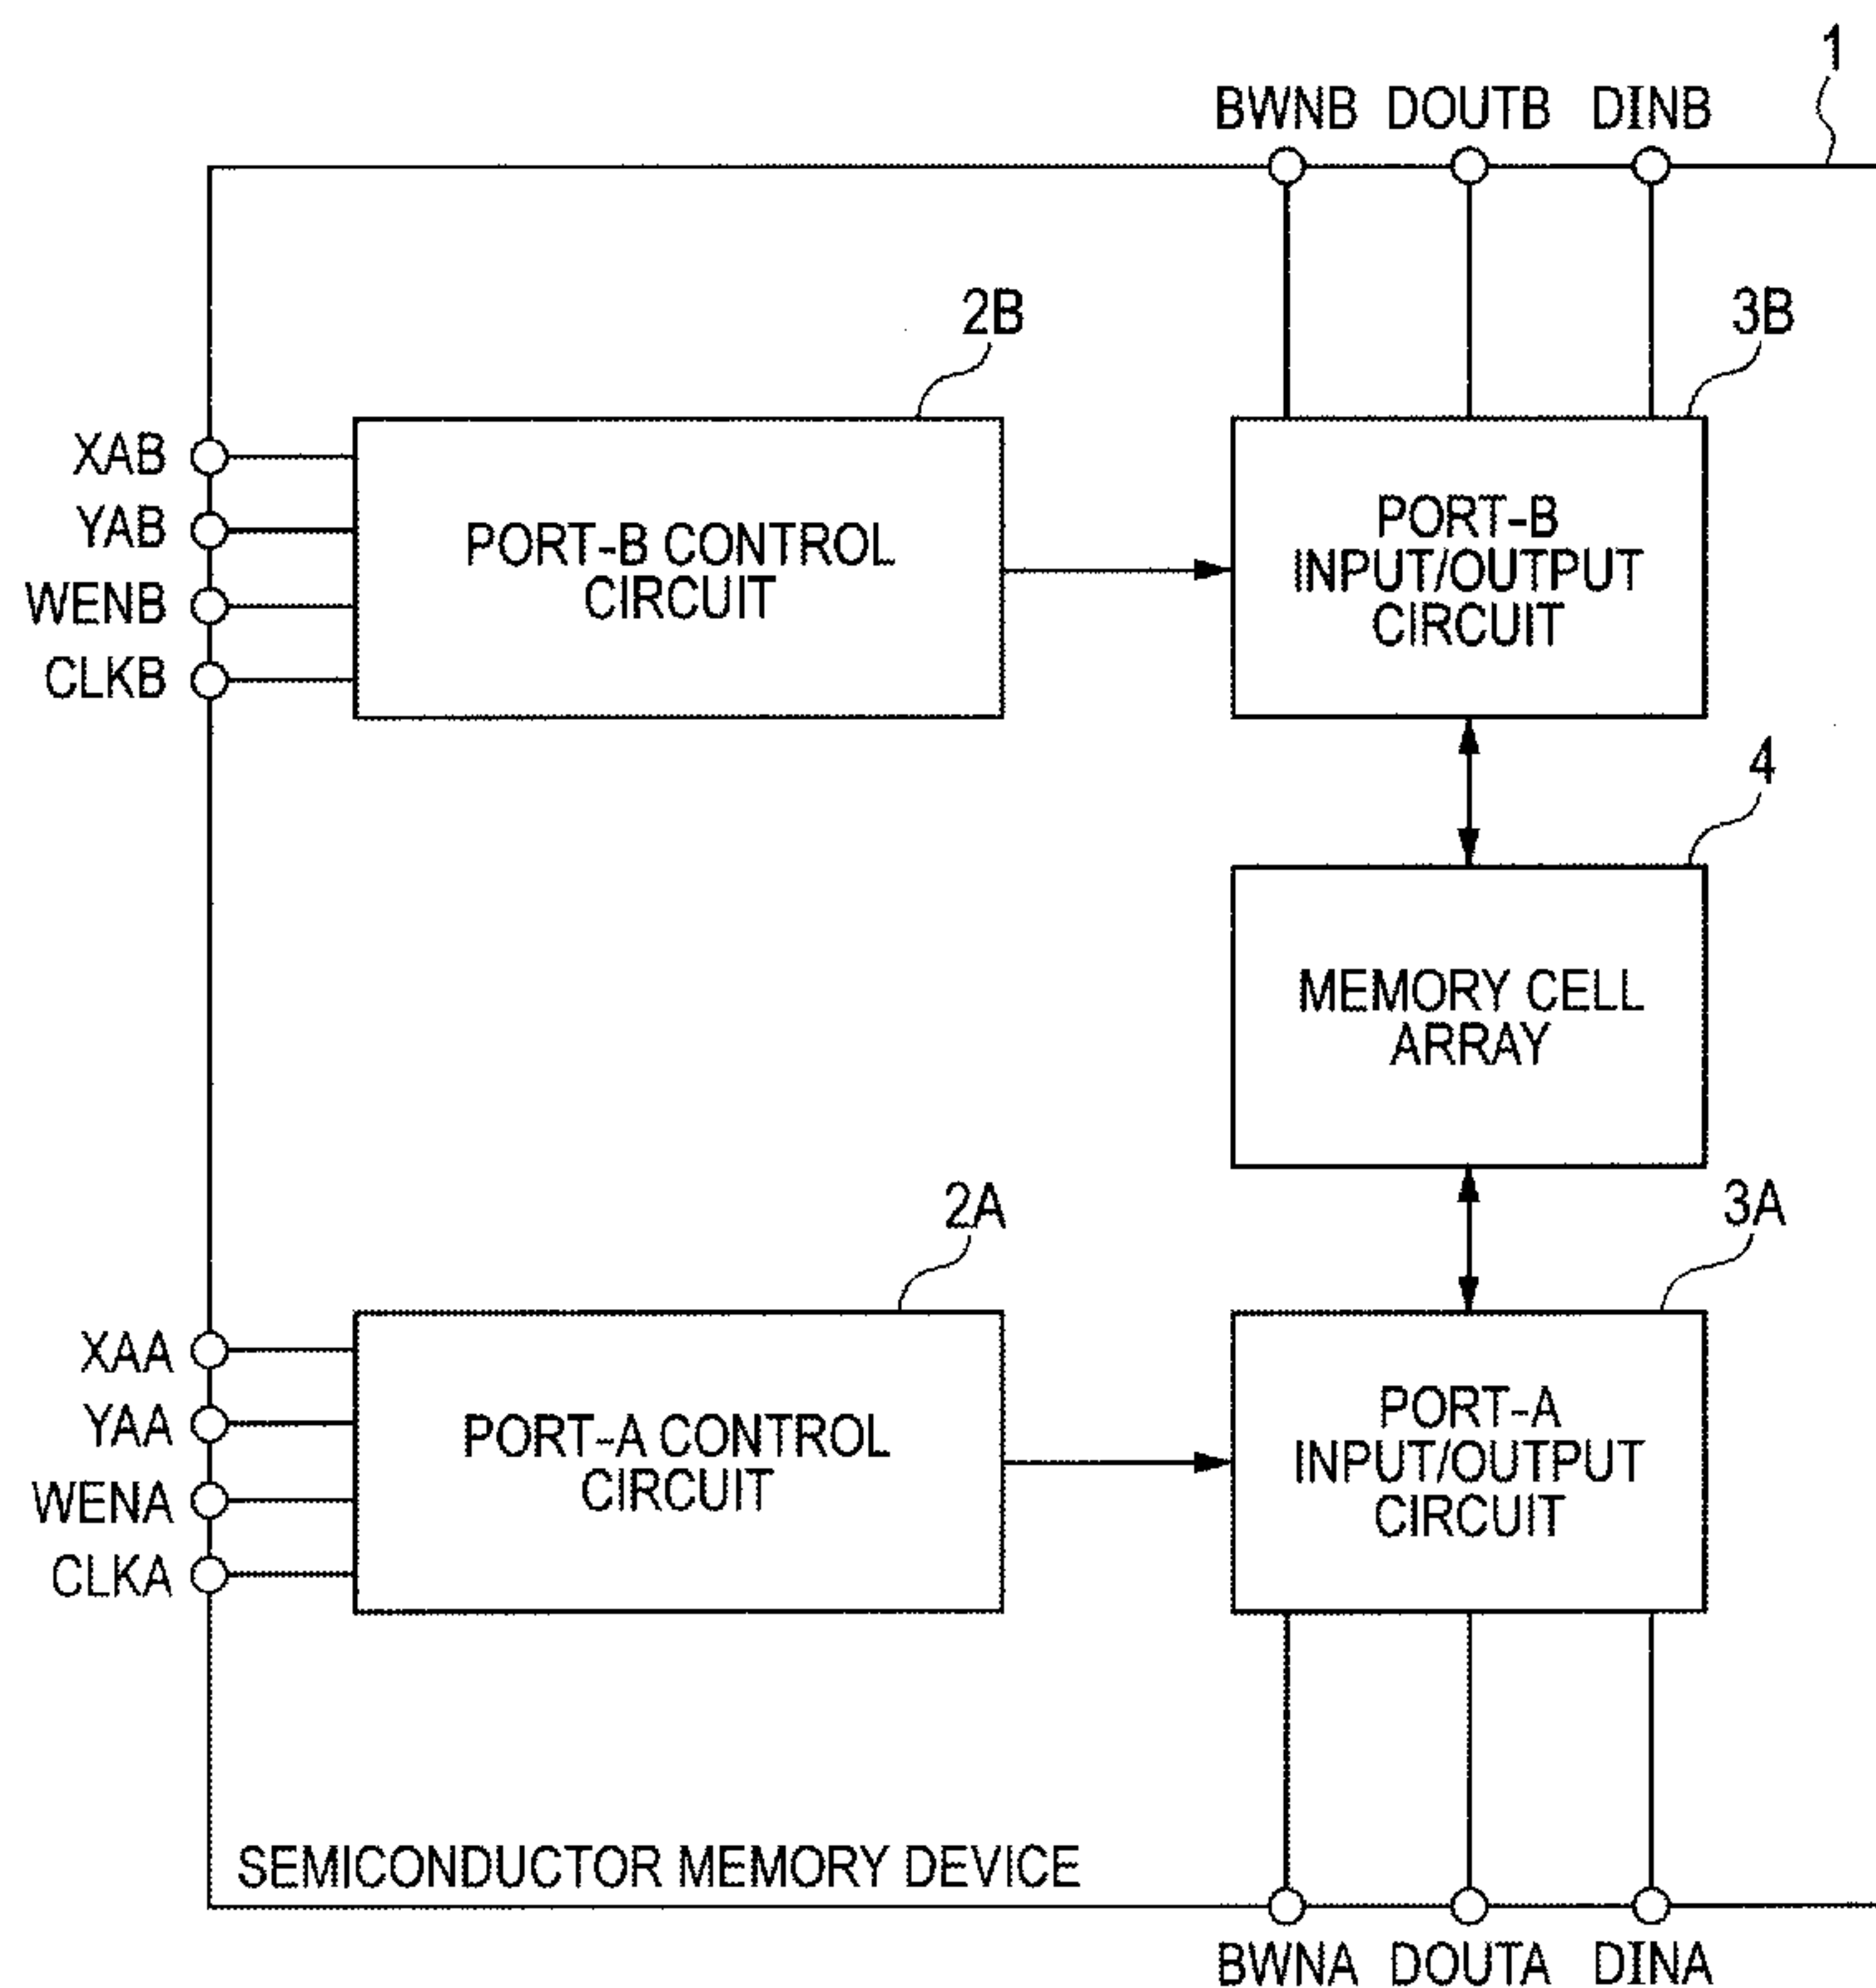 1
BWNB DOUTB DINB
2B
3B
XAB
YAB
WENB
CLKB
PORT-B CONTROL
CIRCUIT
PORT-B
INPUT/OUTPUT
CIRCUIT
4
MEMORY CELL
ARRAY
2A
3A
XAA
YAA
WENA
CLKA
PORT-A CONTROL
CIRCUIT
PORT-A
INPUT/OUTPUT
CIRCUIT
SEMICONDUCTOR MEMORY DEVICE
BWNA DOUTA DINA